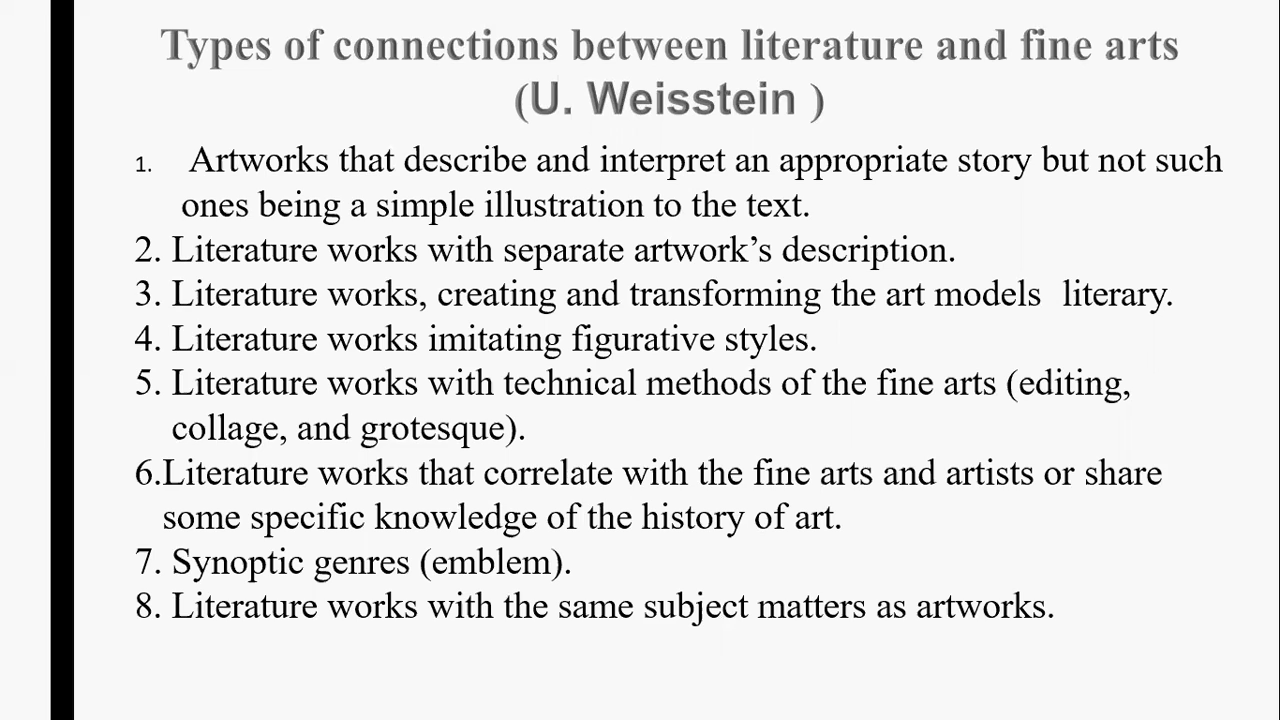 Types of connections between literature and fine arts
(U. Weisstein )
1. Artworks that describe and interpret an appropriate story but not such
ones being a simple illustration to the text.
2. Literature works with separate artwork’s description.
3. Literature works, creating and transforming the art models literary.
4. Literature works imitating figurative styles.
5. Literature works with technical methods of the fine arts (editing,
collage, and grotesque).
6.Literature works that correlate with the fine arts and artists or share
some specific knowledge of the history of art.
7. Synoptic genres (emblem).
8. Literature works with the same subject matters as artworks.